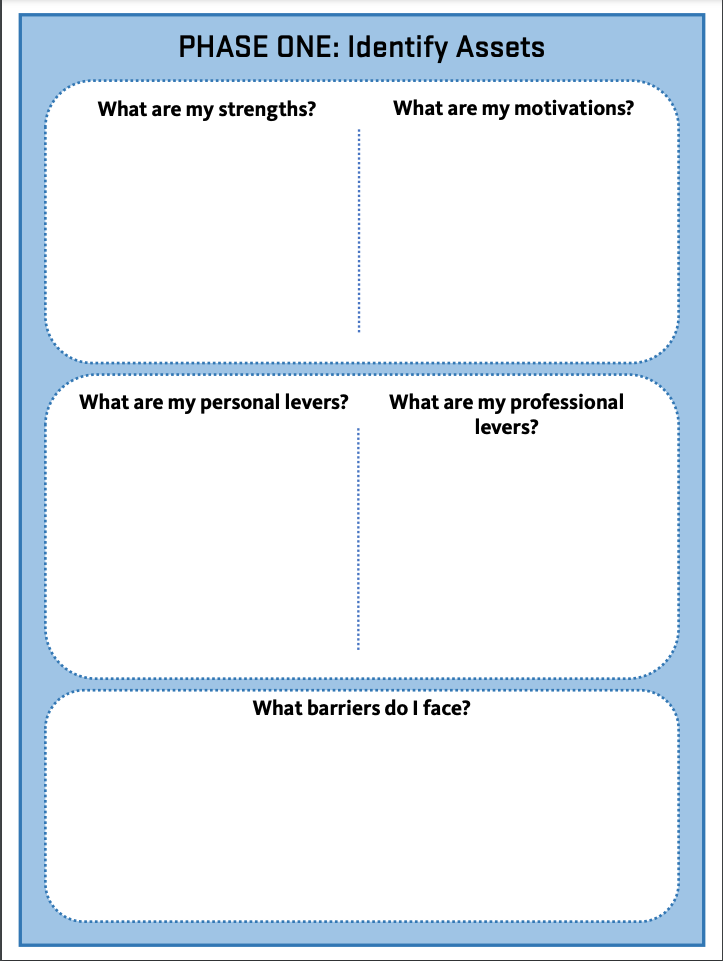 PHASE ONE: Identify Assets
What are my strengths?
What are my motivations?
What are my personal levers?
What are my professional
levers?
What barriers do I face?